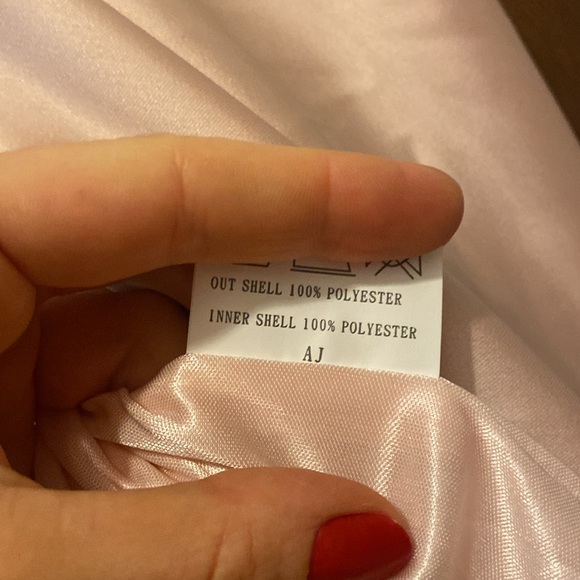 OUT SHELL 100% POLYESTER
INNER SHELL 100% POLYESTER
AJ